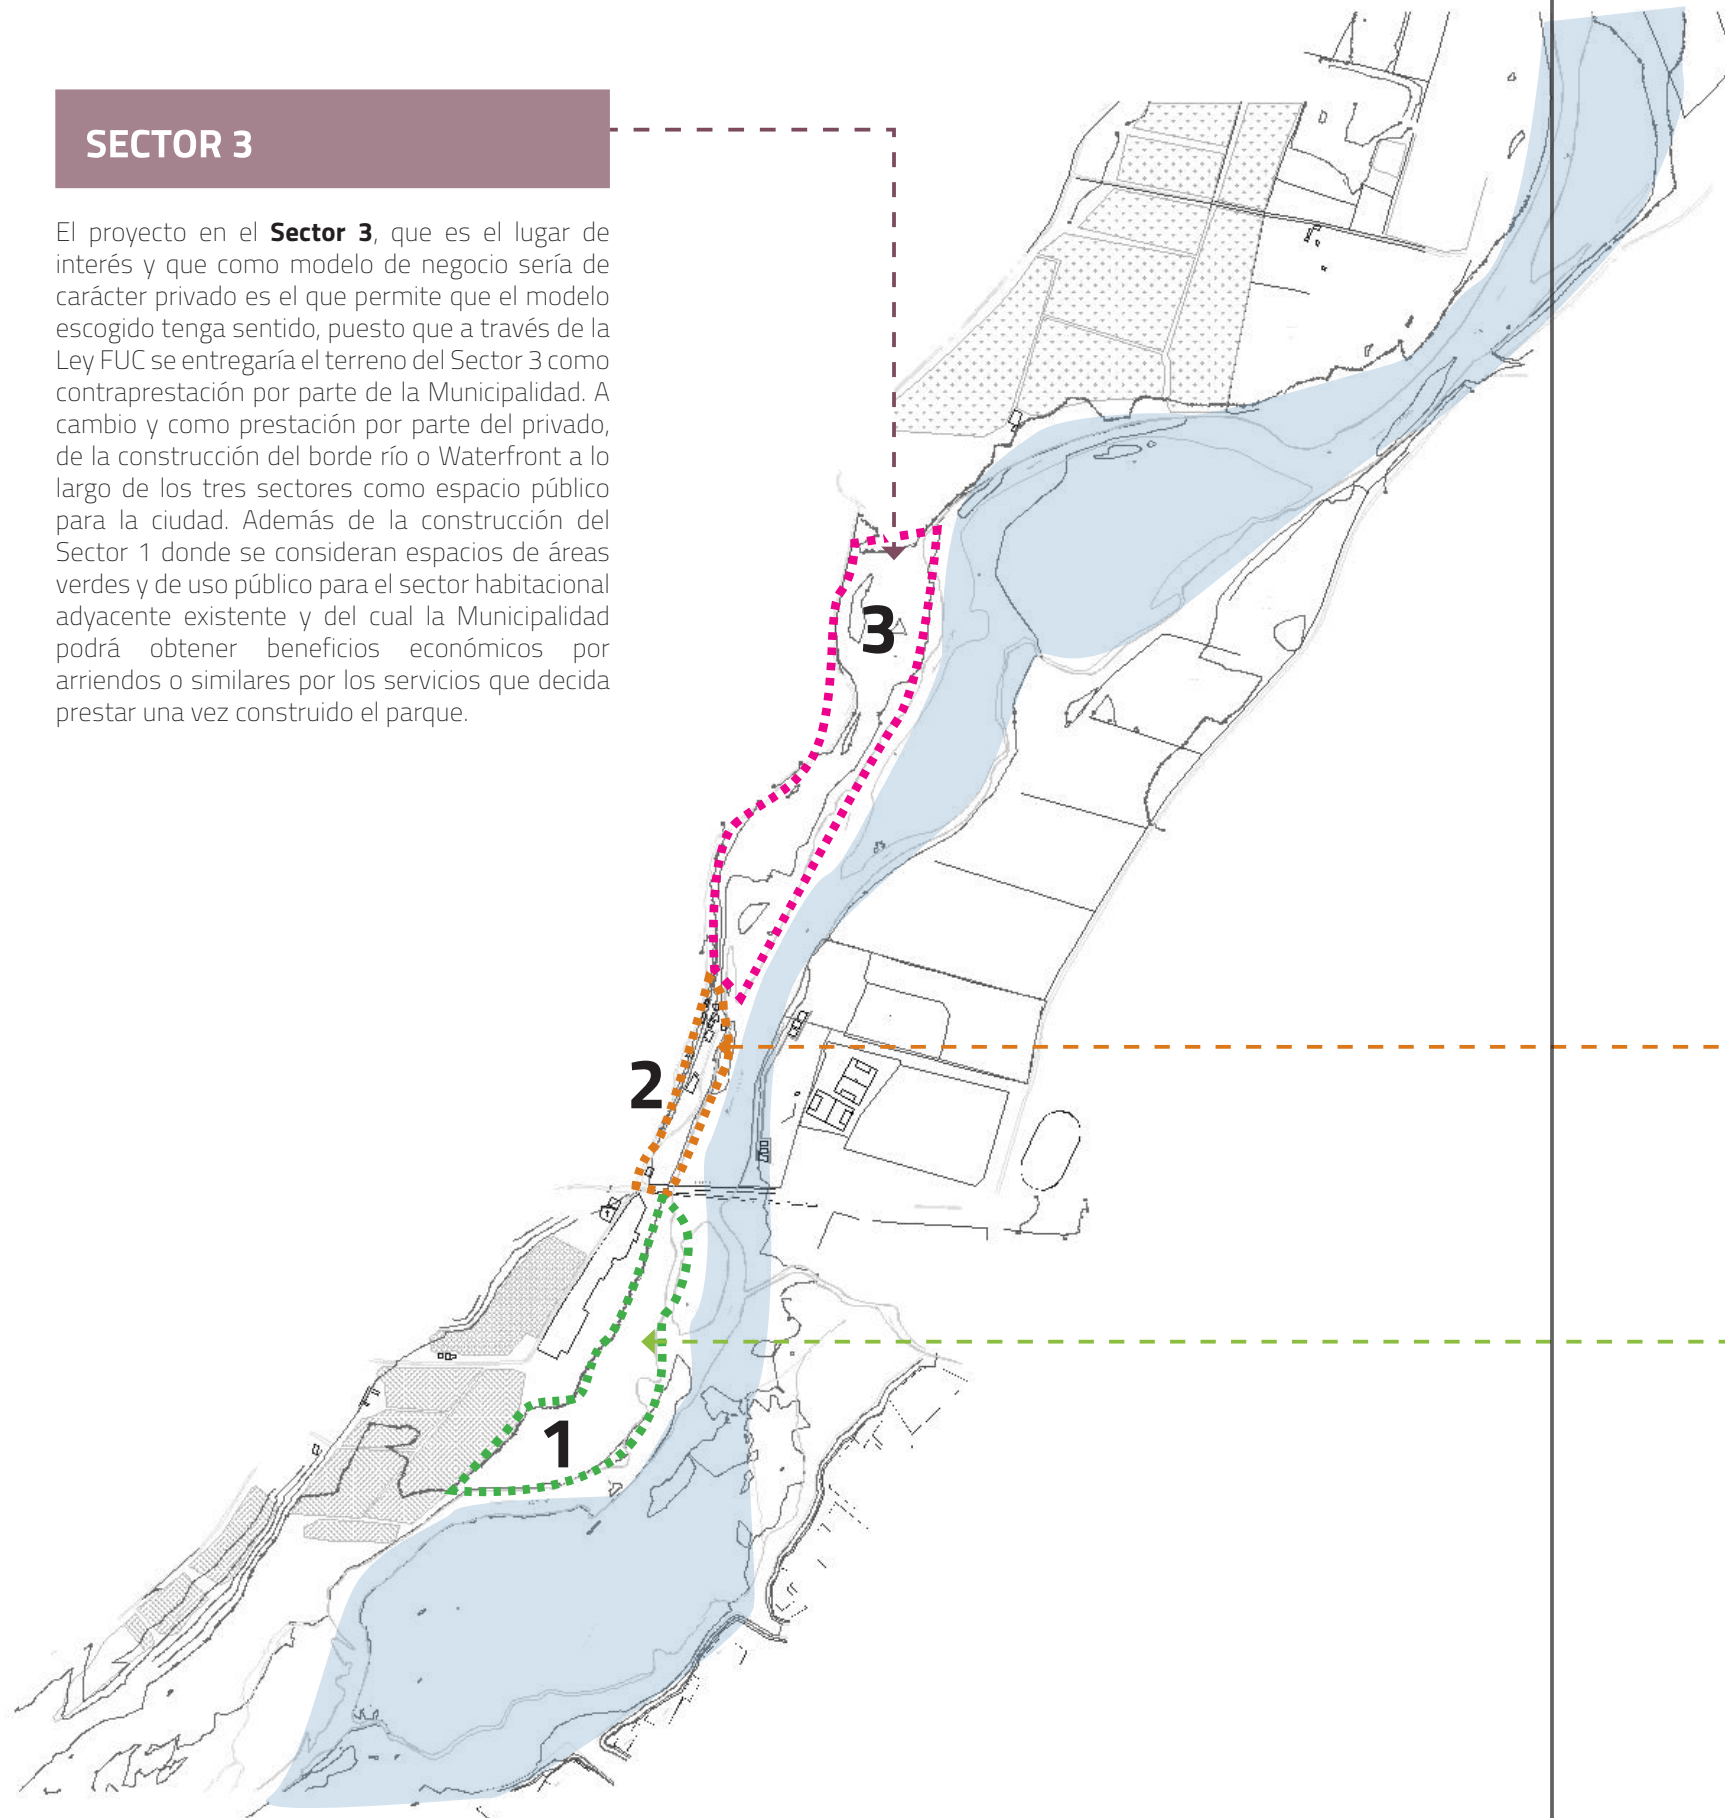 SECTOR 3
El proyecto en el Sector 3, que es el lugar de
interés y que como modelo de negocio sería de
carácter privado es el que permite que el modelo
escogido tenga sentido, puesto que a través de la
Ley FUC se entregaría el terreno del Sector 3 como
contraprestación por parte de la Municipalidad. A
cambio y como prestación por parte del privado,
de la construcción del borde río o Waterfront a lo
largo de los tres sectores como espacio público
para la ciudad. Además de la construcción del
Sector 1 donde se consideran espacios de áreas
verdes y de uso público para el sector habitacional
adyacente existente y del cual la Municipalidad
podrá obtener beneficios económicos por
arriendos o similares por los servicios que decida
prestar una vez construido el parque.
3
2
1